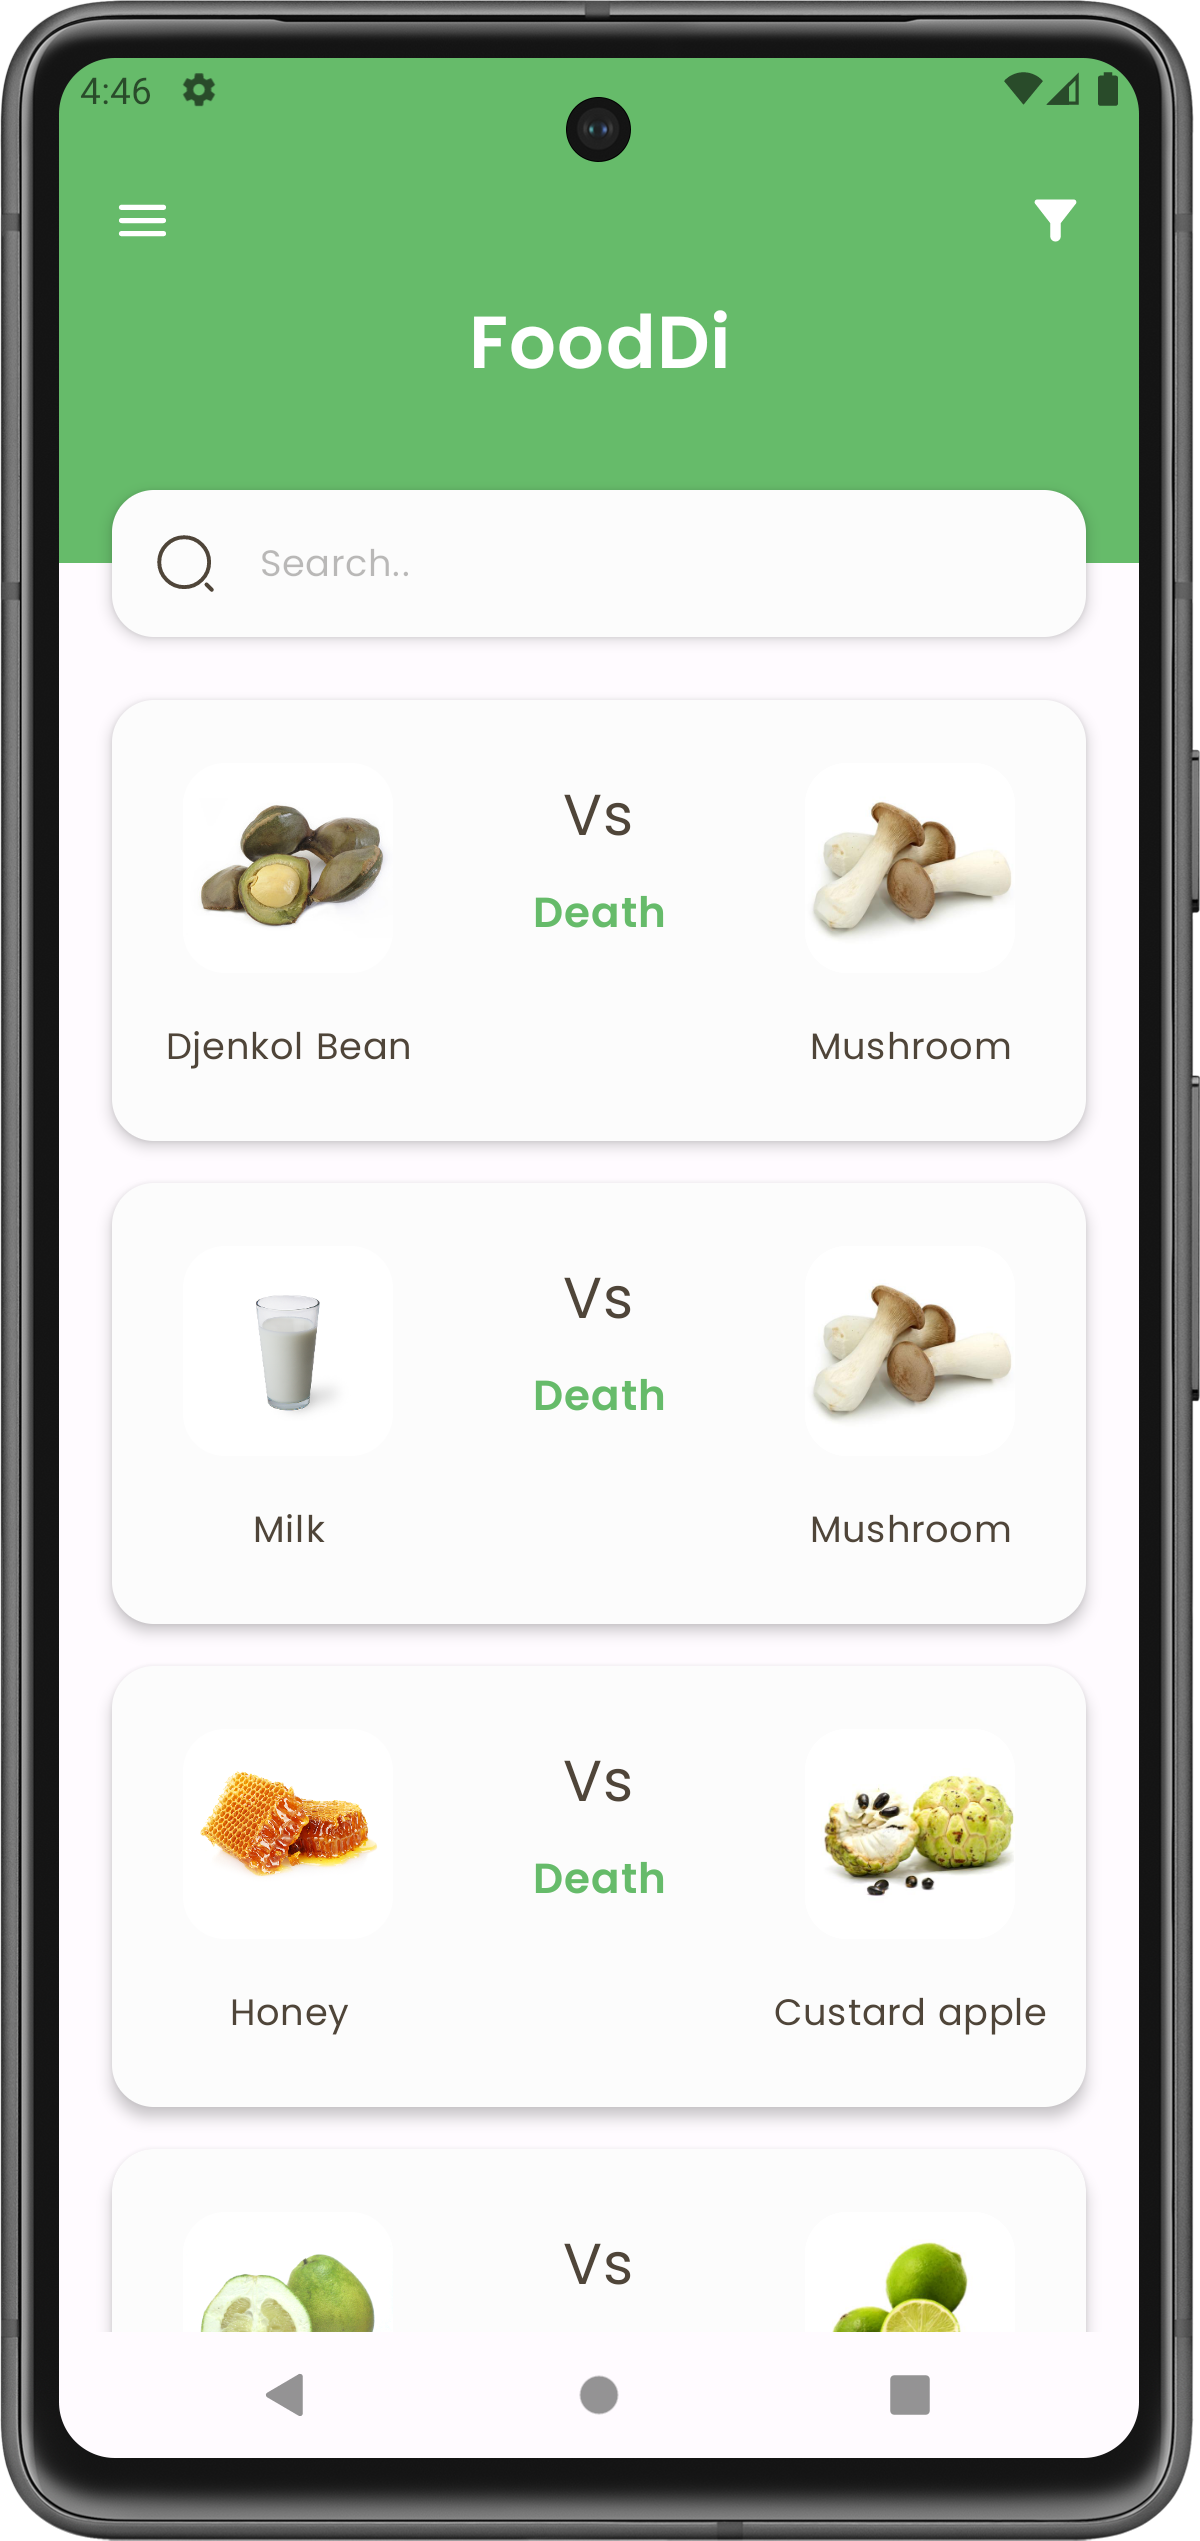 4:46
FoodDi
Search..
Vs
Death
Djenkol Bean
Mushroom
Vs
Death
Milk
Mushroom
Vs
Death
Honey
Custard apple
Vs